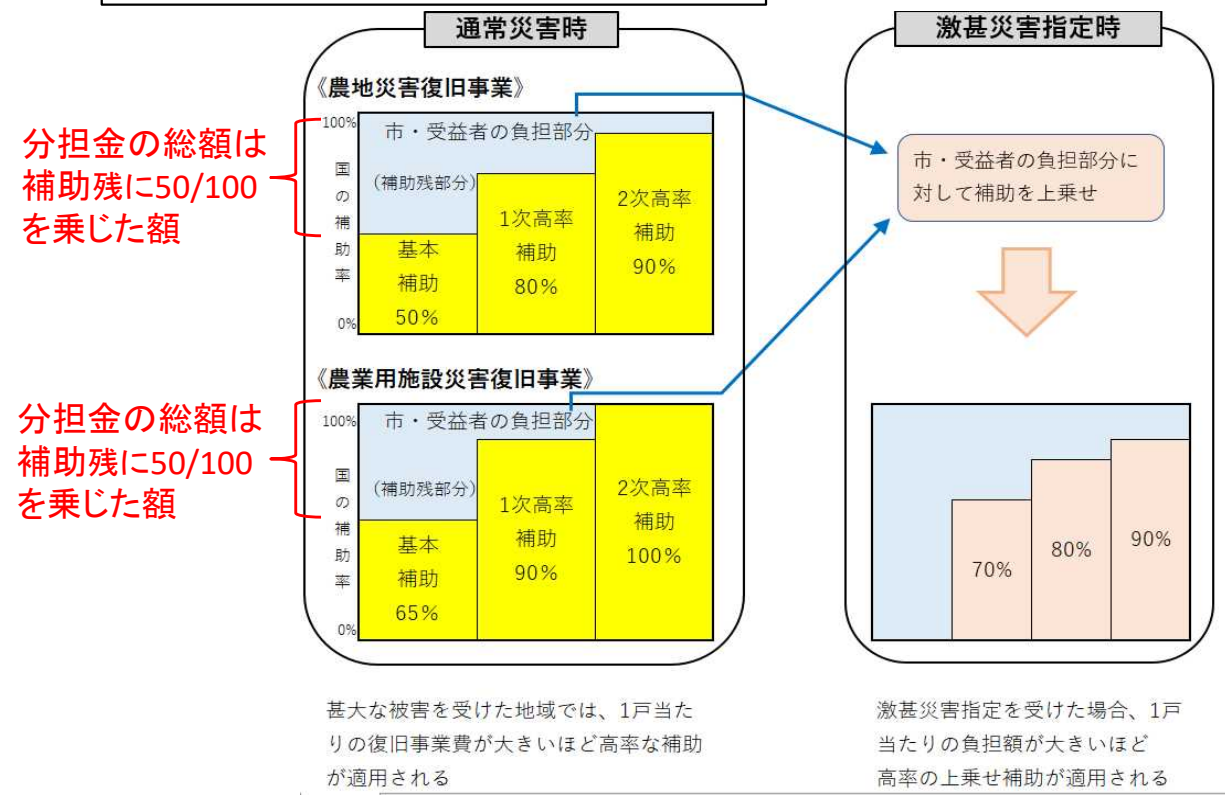 通常災害時
《農地災害復旧事業》
分担金の総額は
補助残に50/100
を乗じた額
100%
国の補助率
0%
市・受益者の負担部分
(補助残部分)
基本
補助
50%
1次高率
補助
80%
2次高率
補助
90%
《農業用施設災害復旧事業》
分担金の総額は
補助残に50/100
を乗じた額
100%
国の補助率
0%
市・受益者の負担部分
(補助残部分)
基本
補助
65%
1次高率
補助
90%
2次高率
補助
100%
甚大な被害を受けた地域では、1戸当た
りの復旧事業費が大きいほど高率な補助
が適用される
激甚災害指定時
市・受益者の負担部分に
対して補助を上乗せ
70%
80%
90%
激甚災害指定を受けた場合、1戸
当たりの負担額が大きいほど
高率の上乗せ補助が適用される